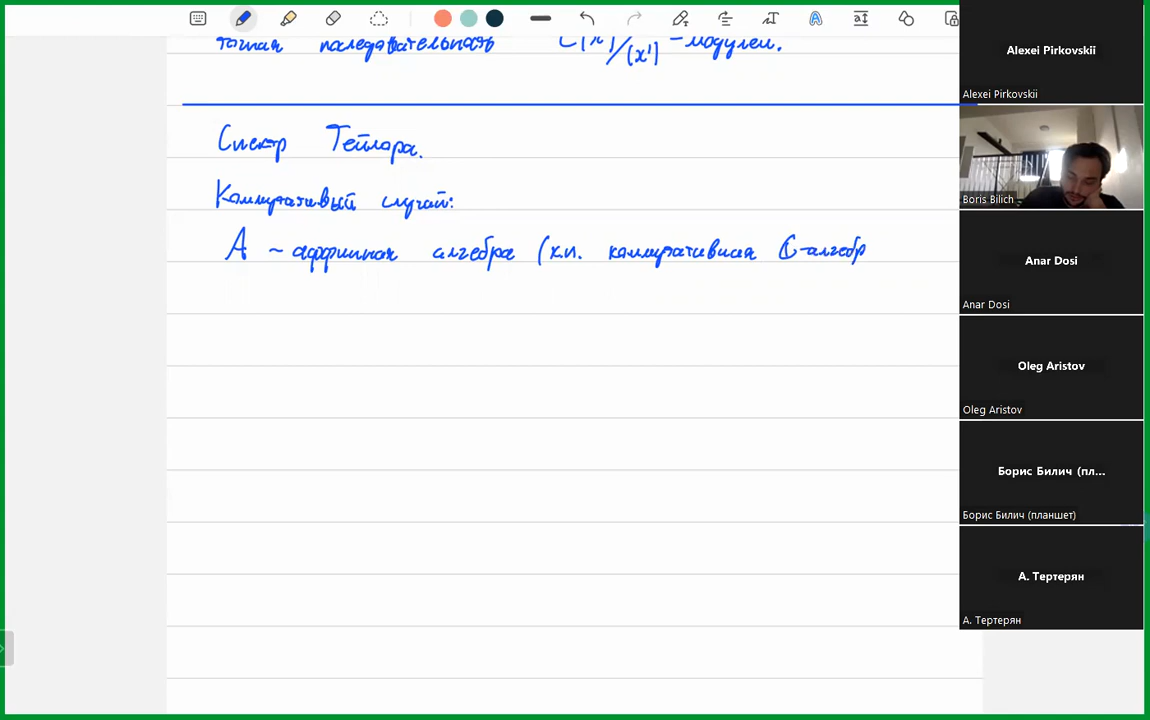 точная последовательность C[x]/(x¹) -модулей.
Спектр Тейлора.
Коммутативный случай:
A ~ аффинная алгебра (к.п. коммутативная C-алгебр
Alexei Pirkovskii
Alexei Pirkovskii
Boris Bilich
Anar Dosi
Anar Dosi
Oleg Aristov
Oleg Aristov
Борис Билич (пл...
Борис Билич (планшет)
А. Тертерян
А. Тертерян